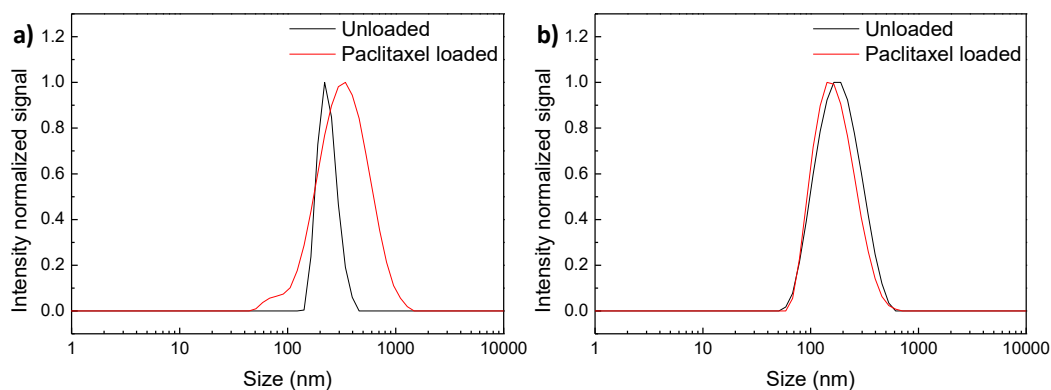 a)
Unloaded
Paclitaxel loaded
Intensity normalized signal
1.2
1.0
0.8
0.6
0.4
0.2
0.0
1 10 100 1000 10000
Size (nm)
b)
Unloaded
Paclitaxel loaded
Intensity normalized signal
1.2
1.0
0.8
0.6
0.4
0.2
0.0
1 10 100 1000 10000
Size (nm)